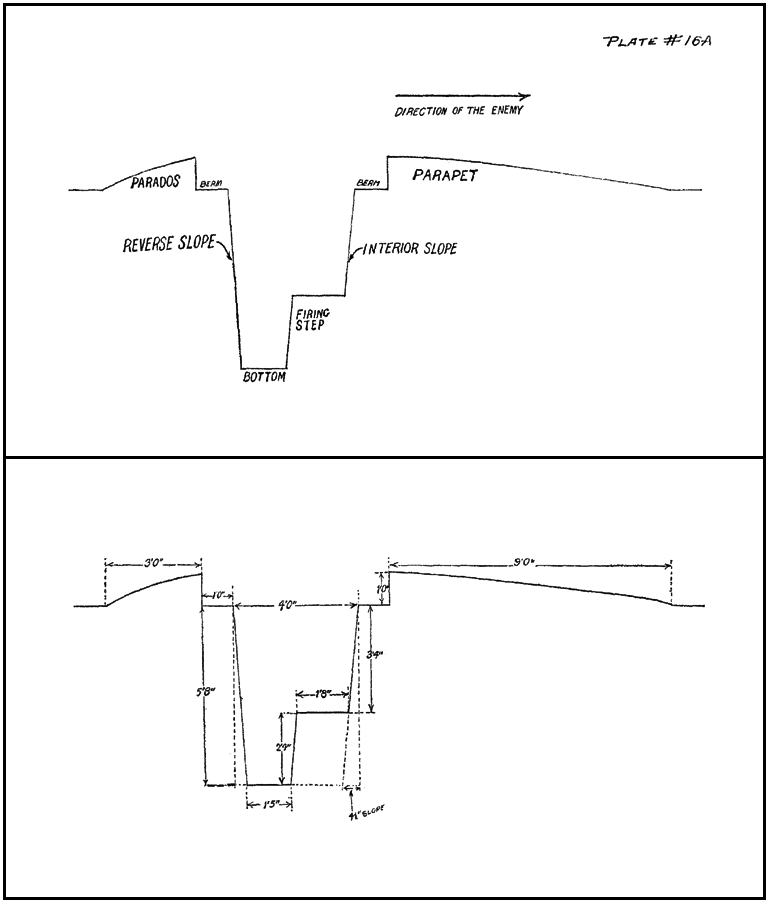 PLATE #16A
DIRECTION OF THE ENEMY
PARADOS
BERM
BERM
PARAPET
REVERSE SLOPE
INTERIOR SLOPE
FIRING
STEP
BOTTOM
3'0"
9'0"
1'0"
4'0"
1'0"
3'4"
5'8"
1'8"
2'4"
1'5"
SLOPE